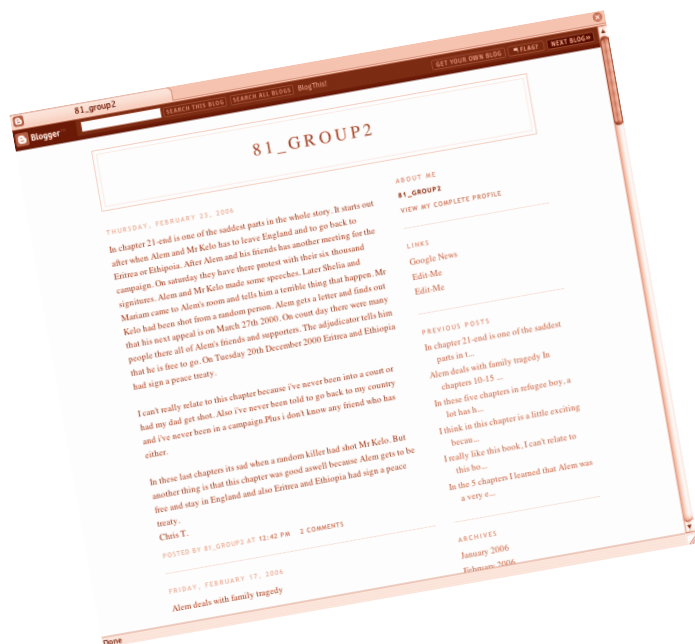 81_group2
Blogger
SEARCH THIS BLOG
SEARCH ALL BLOGS
BlogThis!
GET YOUR OWN BLOG
FLAG?
NEXT BLOG»
81_GROUP2
THURSDAY, FEBRUARY 23, 2006
In chapter 21-end is one of the saddest parts in the whole story. It starts out
after when Alem and Mr Kelo has to leave England and to go back to
Eritrea or Ethipoia. After Alem and his friends has another meeting for the
campaign. On saturday they have there protest with their six thousand
signitures. Alem and Mr Kelo made some speeches. Later Shelia and
Mariam came to Alem's room and tells him a terrible thing that happen. Mr
Kelo had been shot from a random person. Alem gets a letter and finds out
that his next appeal is on March 27th 2000. On court day there were many
people there all of Alem's friends and supporters. The adjudicator tells him
that he is free to go. On Tuesday 20th December 2000 Eritrea and Ethiopia
had sign a peace treaty.
I can't really relate to this chapter because i've never been into a court or
had my dad get shot. Also i've never been told to go back to my country
and i've never been in a campaign.Plus i don't know any friend who has
either.
In these last chapters its sad when a random killer had shot Mr Kelo. But
another thing is that this chapter was good aswell because Alem gets to be
free and stay in England and also Eritrea and Ethiopia had sign a peace
treaty.
Chris T.
POSTED BY 81_GROUP2 AT 12:42 PM 2 COMMENTS
FRIDAY, FEBRUARY 17, 2006
Alem deals with family tragedy
ABOUT ME
81_GROUP2
VIEW MY COMPLETE PROFILE
LINKS
Google News
Edit-Me
Edit-Me
PREVIOUS POSTS
In chapter 21-end is one of the saddest
parts in t...
Alem deals with family tragedy In
chapters 10-15 ...
In these five chapters in refugee boy, a
lot has h...
I think in this chapter is a little exciting
becau...
I really like this book, I can't relate to
this bo...
In the 5 chapters I learned that Alem was
a very e...
ARCHIVES
January 2006
February 2006
Done